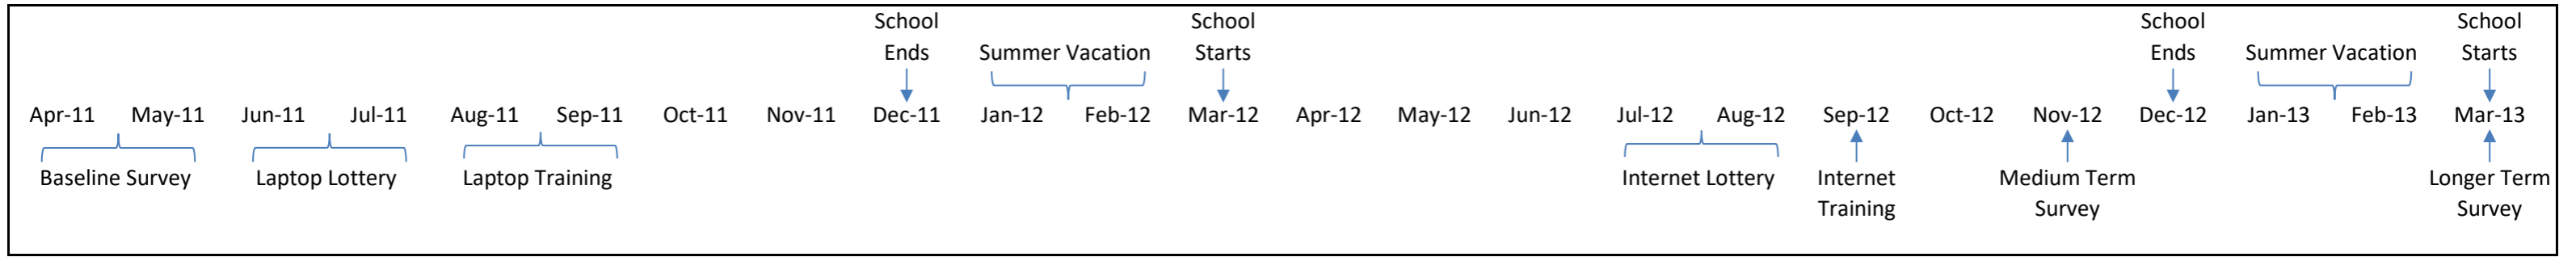 School School School School
Ends Summer Vacation Starts Ends Summer Vacation Starts
Apr-11 May-11 Jun-11 Jul-11 Aug-11 Sep-11 Oct-11 Nov-11 Dec-11 Jan-12 Feb-12 Mar-12 Apr-12 May-12 Jun-12 Jul-12 Aug-12 Sep-12 Oct-12 Nov-12 Dec-12 Jan-13 Feb-13 Mar-13
Baseline Survey Laptop Lottery Laptop Training Internet Lottery Internet Medium Term Longer Term
Training Survey Survey